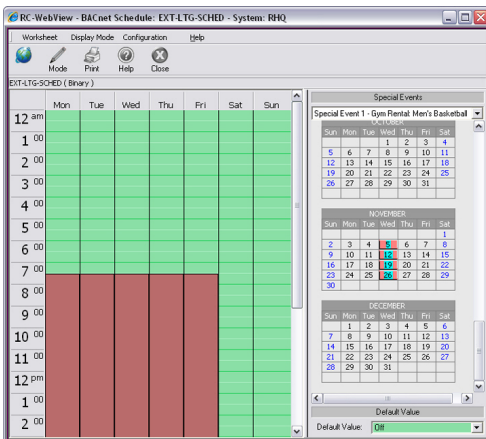 RC-WebView - BACnet Schedule: EXT-LTG-SCHED - System: RHQ
Worksheet Display Mode Configuration Help
Mode Print Help Close
EXT-LTG-SCHED ( Binary )
Mon Tue Wed Thu Fri Sat Sun
12 am
1 00
2 00
3 00
4 00
5 00
6 00
7 00
8 00
9 00
10 00
11 00
12 pm
1 00
2 00
Special Events
Special Event 1 - Gym Rental: Men's Basketball
OCTOBER
Sun Mon Tue Wed Thu Fri Sat
1 2 3 4
5 6 7 8 9 10 11
12 13 14 15 16 17 18
19 20 21 22 23 24 25
26 27 28 29 30 31
NOVEMBER
Sun Mon Tue Wed Thu Fri Sat
1
2 3 4 5 6 7 8
9 10 11 12 13 14 15
16 17 18 19 20 21 22
23 24 25 26 27 28 29
30
DECEMBER
Sun Mon Tue Wed Thu Fri Sat
1 2 3 4 5 6
7 8 9 10 11 12 13
14 15 16 17 18 19 20
21 22 23 24 25 26 27
28 29 30 31
Default Value
Default Value: Off